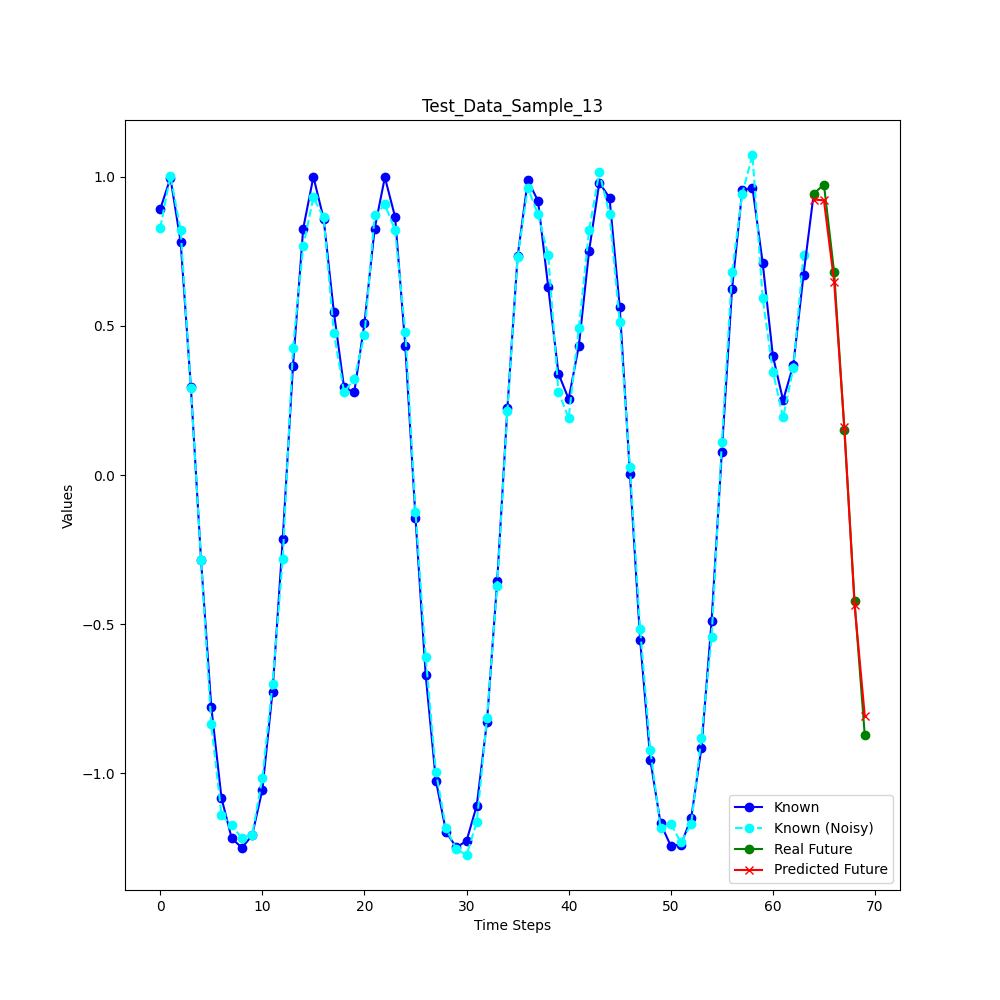 Test_Data_Sample_13
Values
1.0
0.5
0.0
−0.5
−1.0
0 10 20 30 40 50 60 70
Time Steps
Known
Known (Noisy)
Real Future
Predicted Future